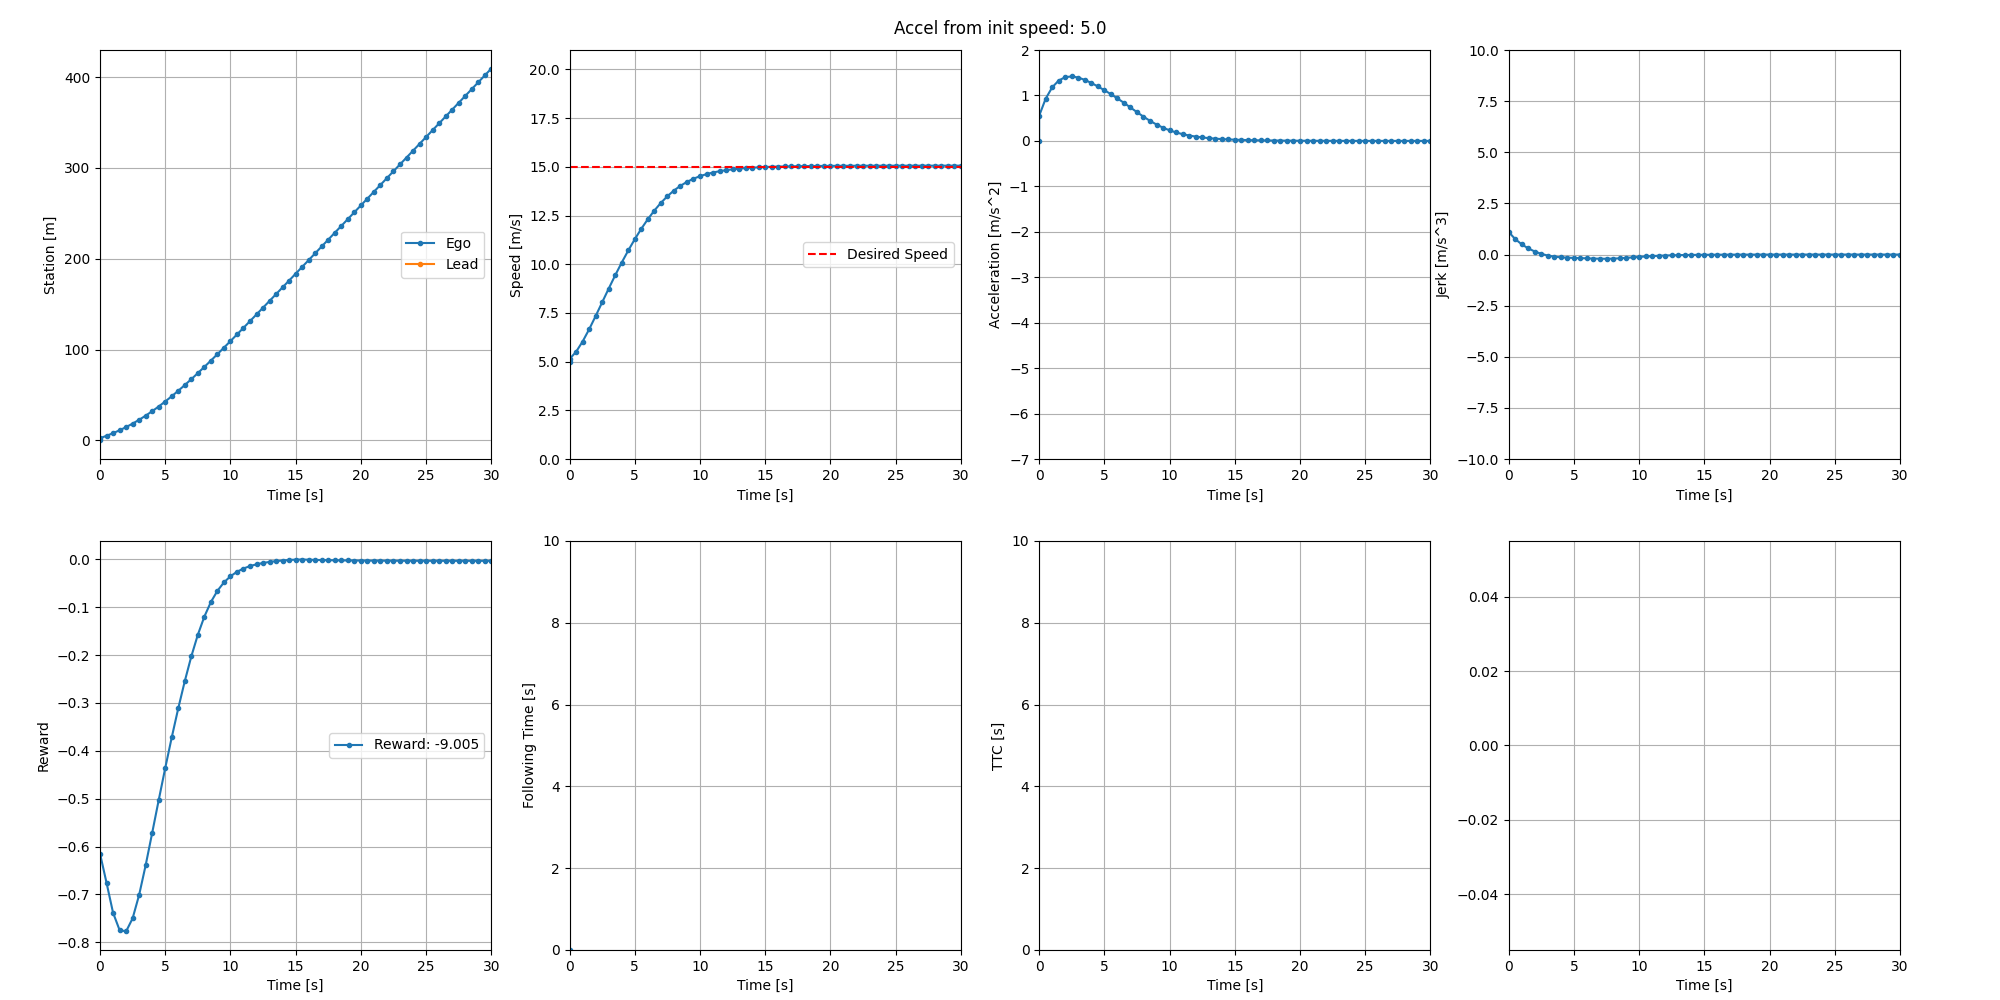 Accel from init speed: 5.0
400
300
200
100
0
Station [m]
Ego
Lead
0 5 10 15 20 25 30
Time [s]
20.0
17.5
15.0
12.5
10.0
7.5
5.0
2.5
0.0
Speed [m/s]
Desired Speed
0 5 10 15 20 25 30
Time [s]
2
1
0
−1
−2
−3
−4
−5
−6
−7
Acceleration [m/s^2]
0 5 10 15 20 25 30
Time [s]
10.0
7.5
5.0
2.5
0.0
−2.5
−5.0
−7.5
−10.0
Jerk [m/s^3]
0 5 10 15 20 25 30
Time [s]
0.0
−0.1
−0.2
−0.3
−0.4
−0.5
−0.6
−0.7
−0.8
Reward
Reward: -9.005
0 5 10 15 20 25 30
Time [s]
10
8
6
4
2
0
Following Time [s]
0 5 10 15 20 25 30
Time [s]
10
8
6
4
2
0
TTC [s]
0 5 10 15 20 25 30
Time [s]
0.04
0.02
0.00
−0.02
−0.04
0 5 10 15 20 25 30
Time [s]